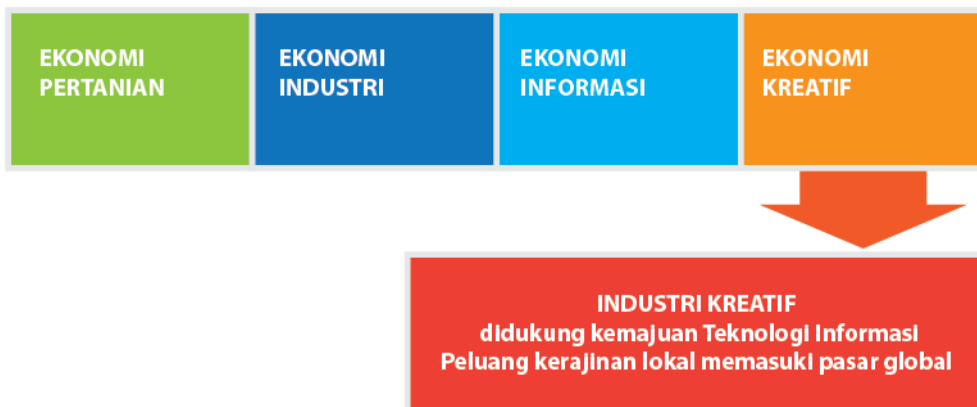 EKONOMI
PERTANIAN
EKONOMI
INDUSTRI
EKONOMI
INFORMASI
EKONOMI
KREATIF
INDUSTRI KREATIF
didukung kemajuan Teknologi Informasi
Peluang kerajinan lokal memasuki pasar global